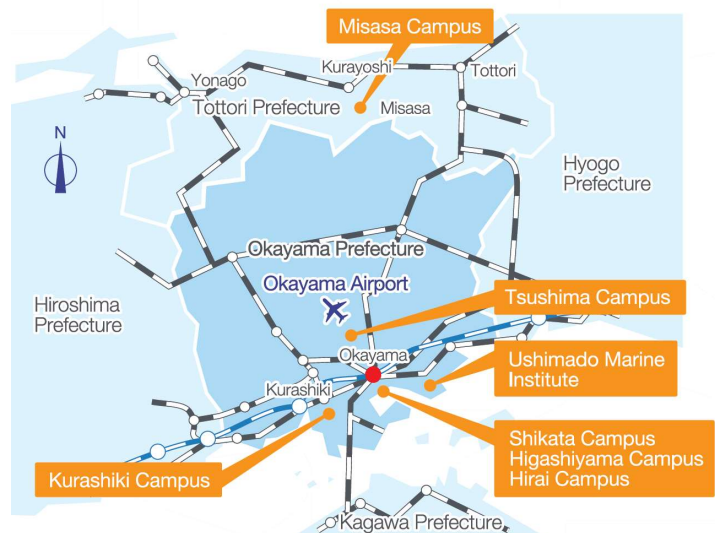 Misasa Campus
Kurayoshi
Tottori
Yonago
Tottori Prefecture
Misasa
N
Hyogo
Prefecture
Okayama Prefecture
Okayama Airport
Hiroshima
Prefecture
Tsushima Campus
Okayama
Ushimado Marine
Institute
Kurashiki
Shikata Campus
Higashiyama Campus
Hirai Campus
Kurashiki Campus
Kagawa Prefecture